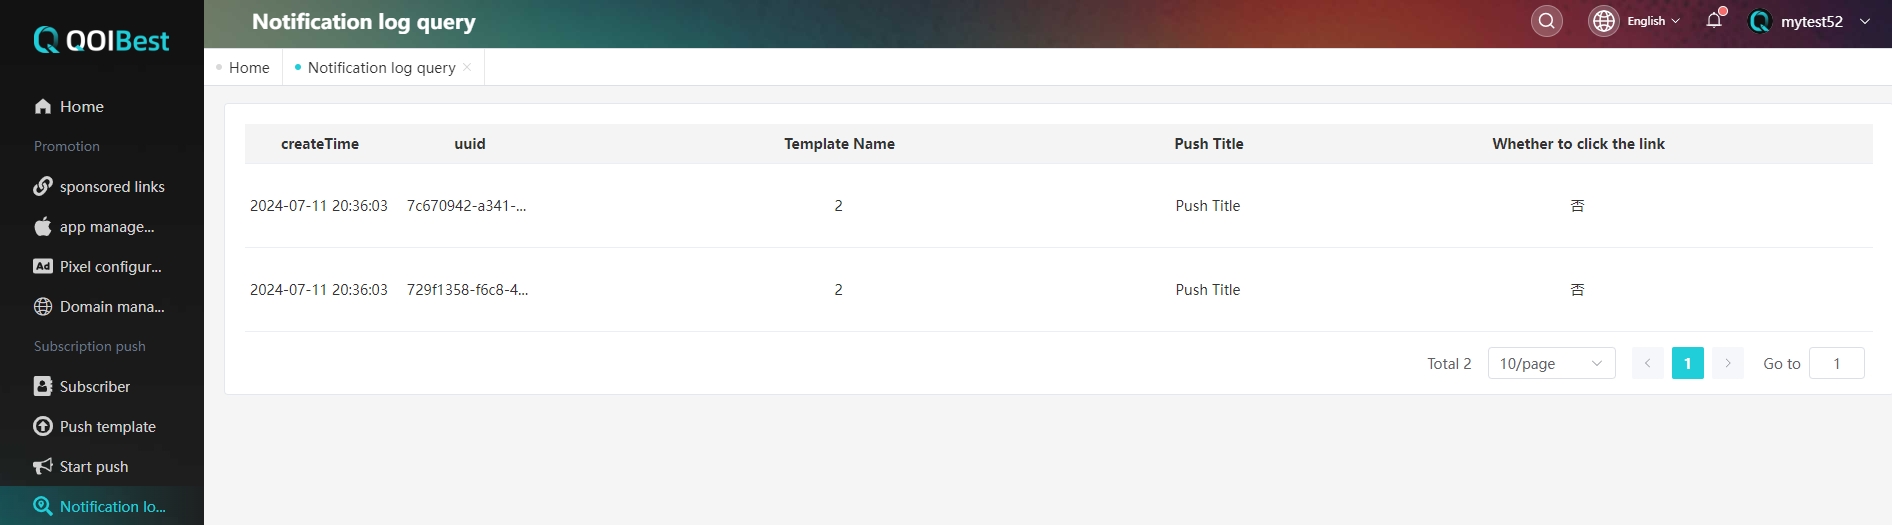 QOIBest
Notification log query
English
mytest52
Home
Notification log query
Home
Promotion
sponsored links
app manage...
Pixel configur...
Domain mana...
Subscription push
Subscriber
Push template
Start push
Notification lo...
createTime uuid Template Name Push Title Whether to click the link
2024-07-11 20:36:03 7c670942-a341-... 2 Push Title 否
2024-07-11 20:36:03 729f1358-f6c8-4... 2 Push Title 否
Total 2 10/page 1 Go to 1
Ad